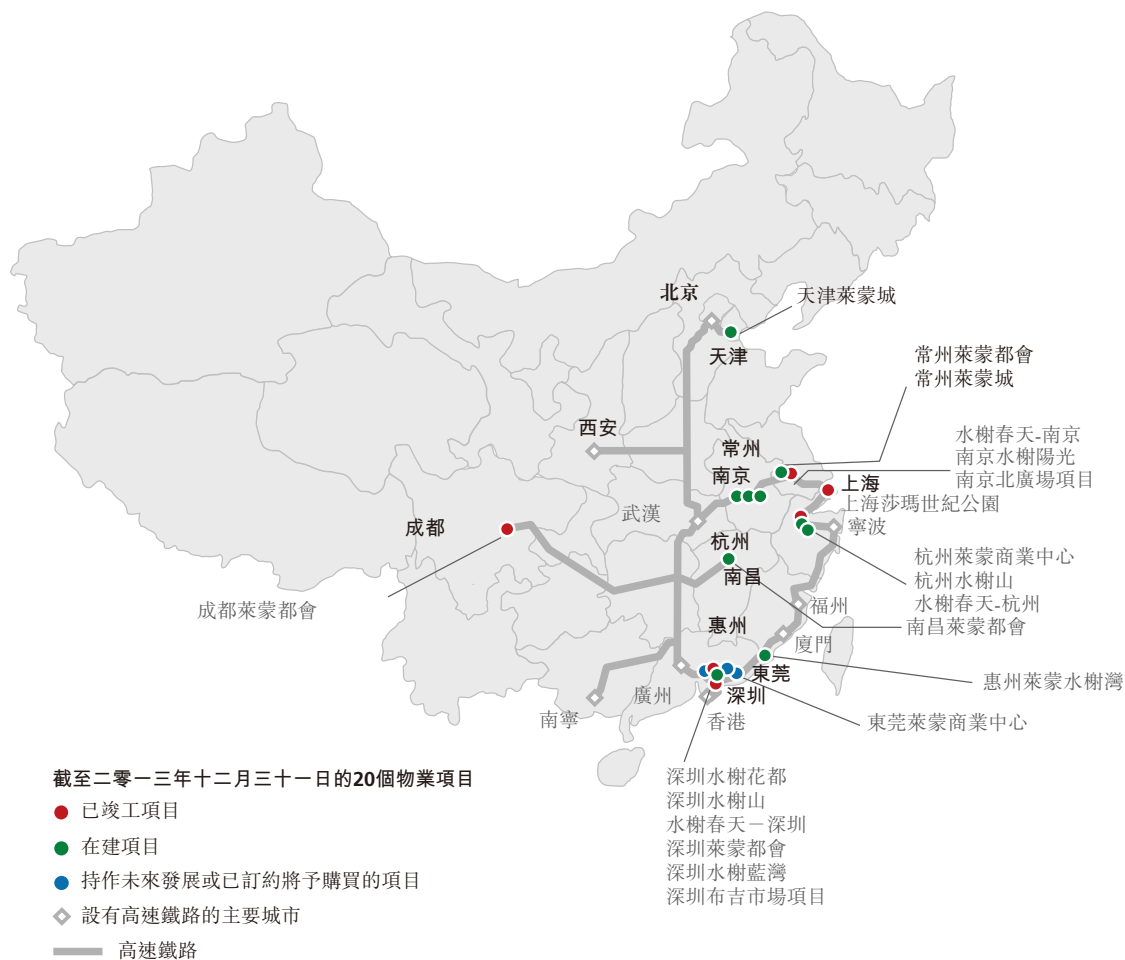 北京
天津萊蒙城
天津
常州萊蒙都會
常州萊蒙城
西安
常州
水榭春天-南京
南京水榭陽光
南京北廣場項目
南京
上海
上海莎瑪世紀公園
武漢
成都
寧波
杭州
杭州萊蒙商業中心
杭州水榭山
水榭春天-杭州
南昌
成都萊蒙都會
福州
南昌萊蒙都會
惠州
廈門
東莞
惠州萊蒙水榭灣
廣州
深圳
南寧
香港
東莞萊蒙商業中心
深圳水榭花都
深圳水榭山
水榭春天－深圳
深圳萊蒙都會
深圳水榭藍灣
深圳布吉市場項目
截至二零一三年十二月三十一日的20個物業項目
已竣工項目
在建項目
持作未來發展或已訂約將予購買的項目
設有高速鐵路的主要城市
高速鐵路